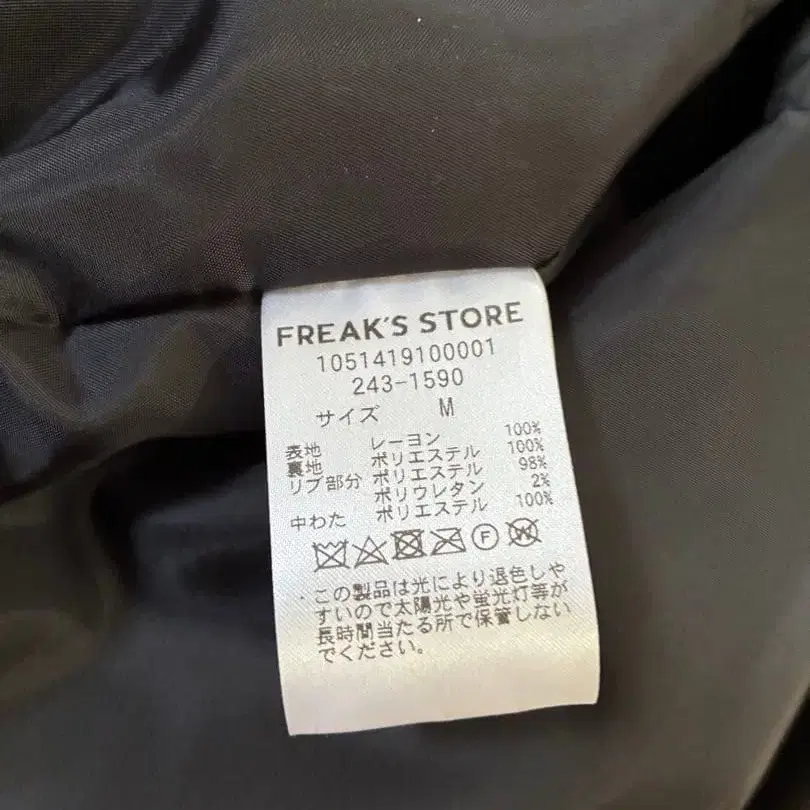 FREAK'S STORE
1051419100001
243-1590
サイズ M
表地 レーヨン 100%
裏地 ポリエステル 100%
リブ部分 ポリエステル 98%
ポリウレタン 2%
中わた ポリエステル 100%
F W
・この製品は光により退色しや
すいので太陽光や蛍光灯等が
長時間当たる所で保管しない
でください。